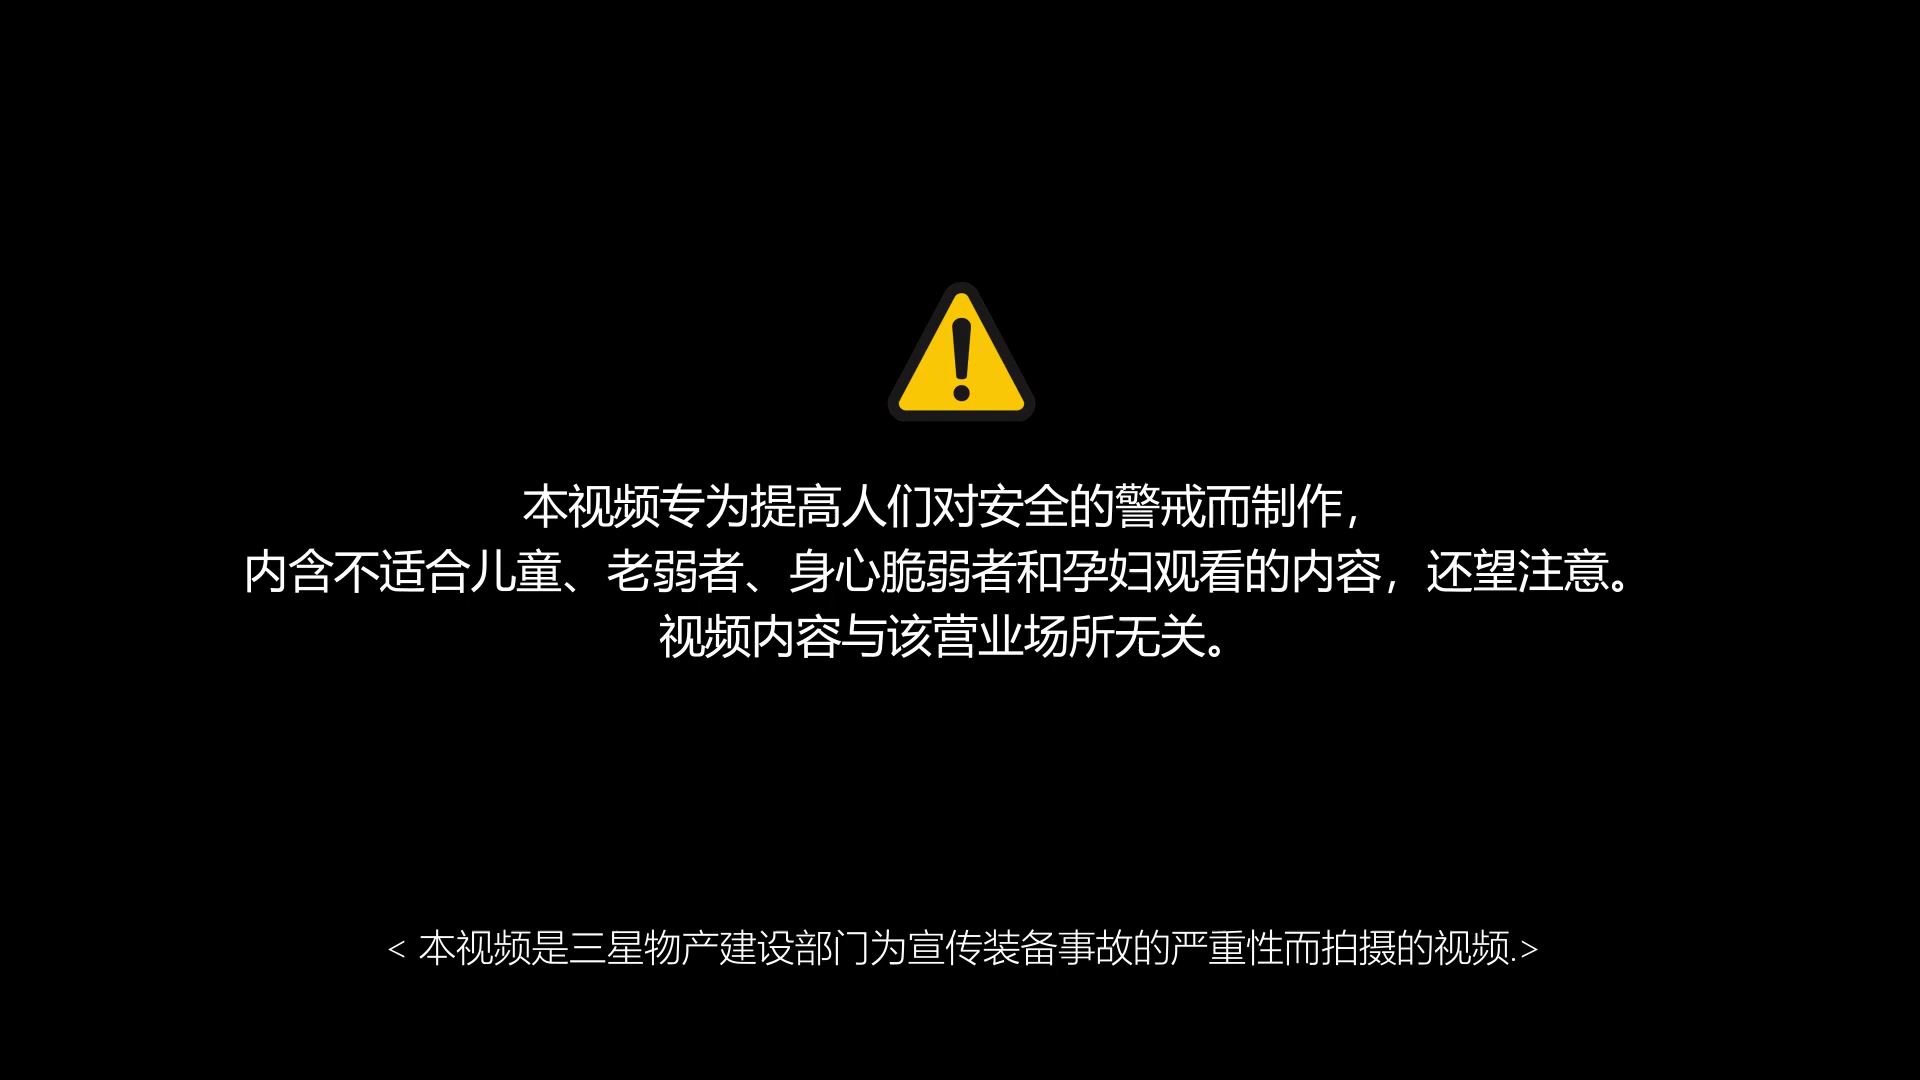 本视频专为提高人们对安全的警戒而制作，
内含不适合儿童、老弱者、身心脆弱者和孕妇观看的内容，还望注意。
视频内容与该营业场所无关。
< 本视频是三星物产建设部门为宣传装备事故的严重性而拍摄的视频.>